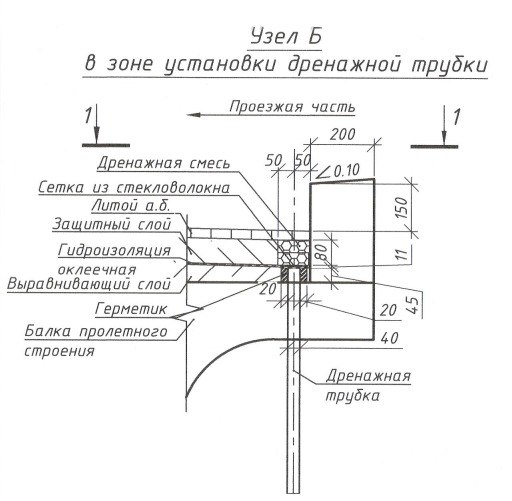 Узел Б
в зоне установки дренажной трубки
1
Проезжая часть
1
200
Дренажная смесь
50
50
∠ 0.10
Сетка из стекловолокна
Литой а.б.
Защитный слой
150
80
11
Гидроизоляция
оклеечная
Выравнивающий слой
20
45
Герметик
20
Балка пролетного
строения
40
Дренажная
трубка